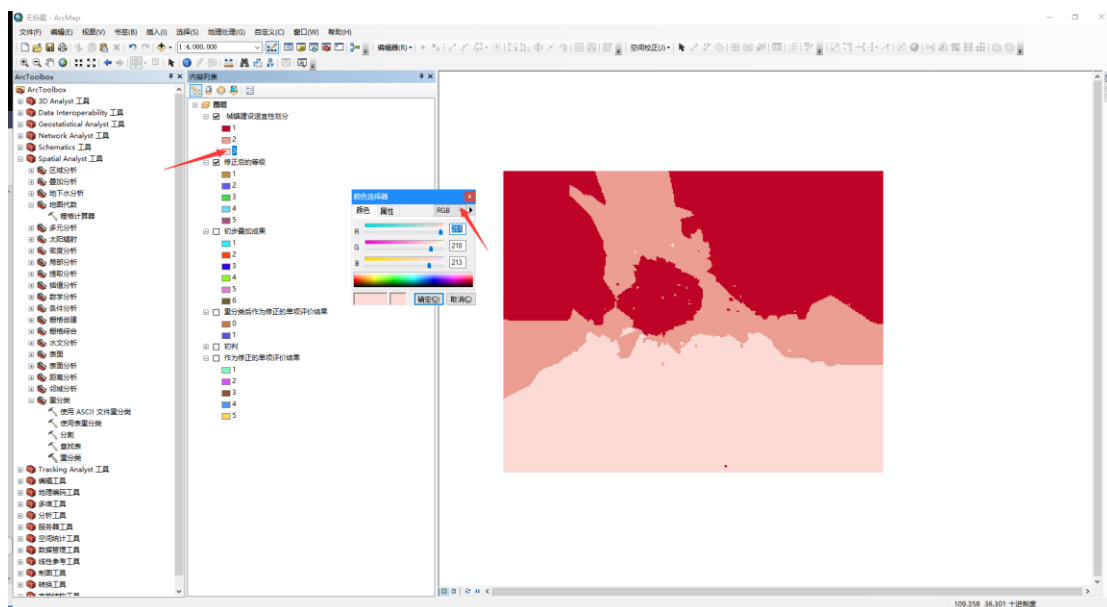 无标题 - ArcMap
文件(F) 编辑(E) 视图(V) 书签(B) 插入(I) 选择(S) 地理处理(G) 自定义(C) 窗口(W) 帮助(H)
1:4,000,000
编辑器(R)
空间校正(J)
ArcToolbox
ArcToolbox
3D Analyst 工具
Data Interoperability 工具
Geostatistical Analyst 工具
Network Analyst 工具
Schematics 工具
Spatial Analyst 工具
区域分析
叠加分析
地下水分析
地图代数
栅格计算器
多元分析
太阳辐射
密度分析
局部分析
提取分析
插值分析
数学分析
条件分析
栅格创建
栅格综合
水文分析
表面
表面分析
距离分析
邻域分析
重分类
使用 ASCII 文件重分类
使用表重分类
分割
查找表
重分类
Tracking Analyst 工具
编辑工具
地理编码工具
多维工具
分析工具
服务器工具
空间统计工具
数据管理工具
线性参考工具
制图工具
转换工具
内容列表
图层
城镇建设适宜性划分
1
2
3
修正后的等级
1
2
3
4
5
初步叠加成果
1
2
3
4
5
6
重分类后作为修正的单项评价结果
0
1
初判
作为修正的单项评价结果
1
2
3
4
5
颜色选择器
颜色 属性 RGB
R
G 218
B 213
确定(O) 取消(C)
109.358 36.301 十进制度